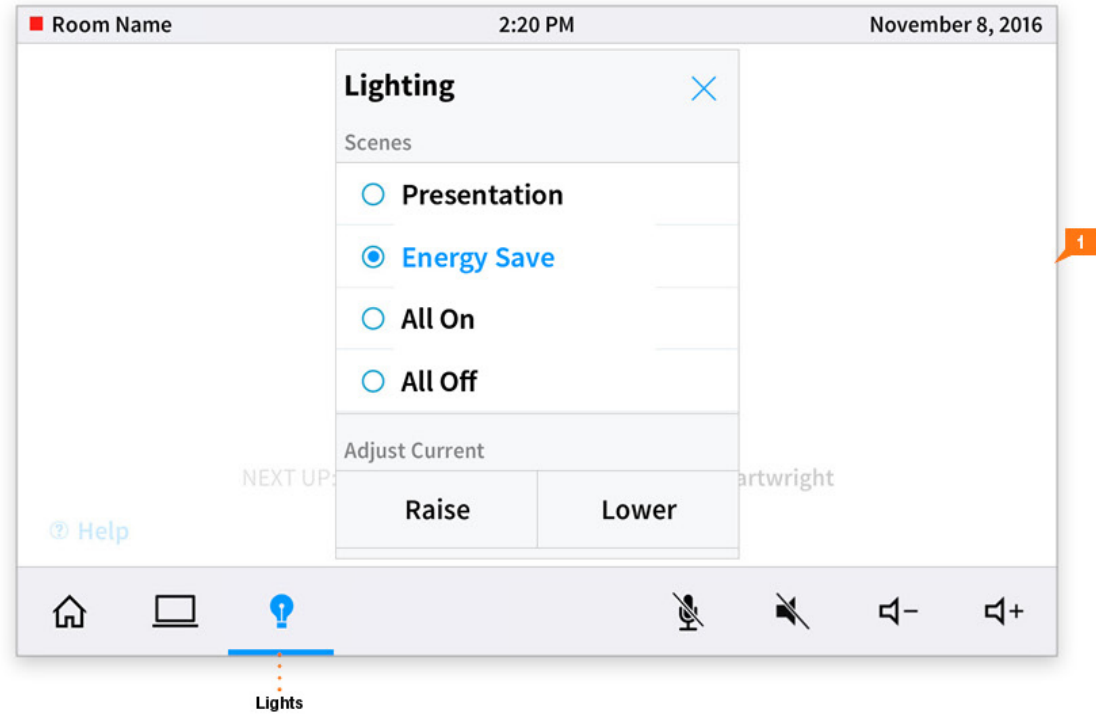 Room Name 2:20 PM November 8, 2016
Lighting
Scenes
Presentation
Energy Save
1
All On
All Off
Adjust Current
NEXT UP: artwright
Raise Lower
? Help
Lights